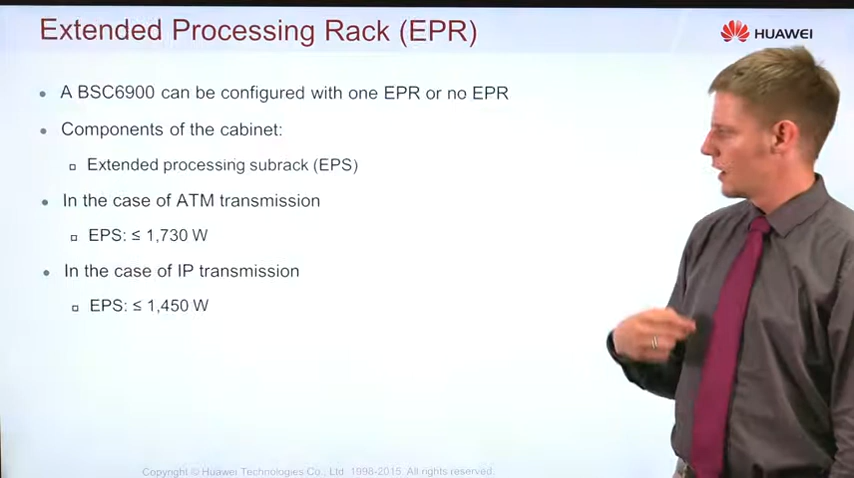 Extended Processing Rack (EPR)
HUAWEI
• A BSC6900 can be configured with one EPR or no EPR
• Components of the cabinet:
▫ Extended processing subrack (EPS)
• In the case of ATM transmission
▫ EPS: ≤ 1,730 W
• In the case of IP transmission
▫ EPS: ≤ 1,450 W
Copyright © Huawei Technologies Co., Ltd. 1998-2015. All rights reserved.